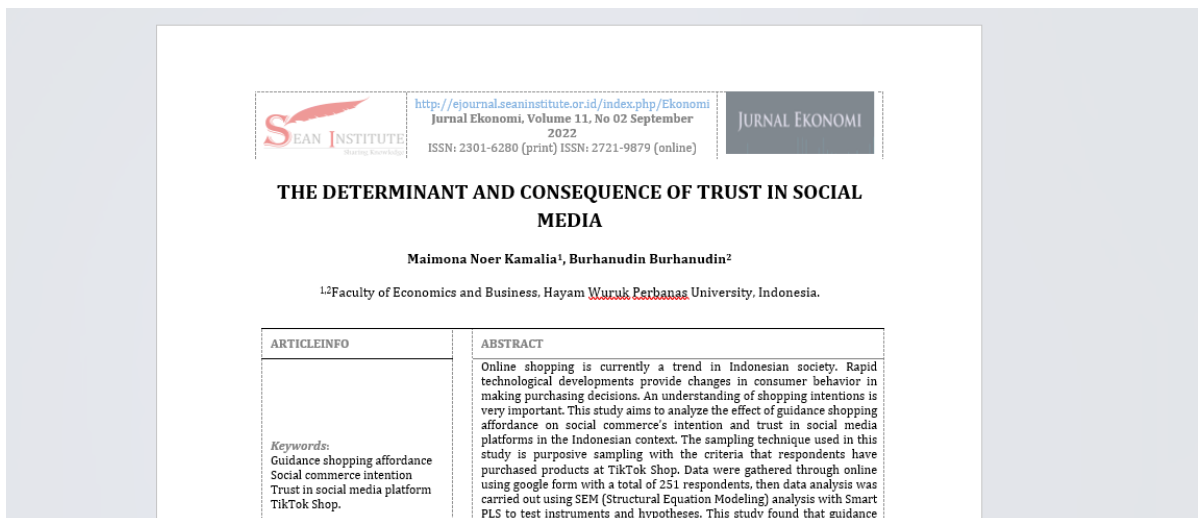 SEAN INSTITUTE
Sharing Knowledge
http://ejournal.seaninstitute.or.id/index.php/Ekonomi
Jurnal Ekonomi, Volume 11, No 02 September
2022
ISSN: 2301-6280 (print) ISSN: 2721-9879 (online)
JURNAL EKONOMI
THE DETERMINANT AND CONSEQUENCE OF TRUST IN SOCIAL
MEDIA
Maimona Noer Kamalia¹, Burhanudin Burhanudin²
¹,²Faculty of Economics and Business, Hayam Wuruk Perbanas University, Indonesia.
ARTICLEINFO
Keywords:
Guidance shopping affordance
Social commerce intention
Trust in social media platform
TikTok Shop.
ABSTRACT
Online shopping is currently a trend in Indonesian society. Rapid
technological developments provide changes in consumer behavior in
making purchasing decisions. An understanding of shopping intentions is
very important. This study aims to analyze the effect of guidance shopping
affordance on social commerce's intention and trust in social media
platforms in the Indonesian context. The sampling technique used in this
study is purposive sampling with the criteria that respondents have
purchased products at TikTok Shop. Data were gathered through online
using google form with a total of 251 respondents, then data analysis was
carried out using SEM (Structural Equation Modeling) analysis with Smart
PLS to test instruments and hypotheses. This study found that guidance